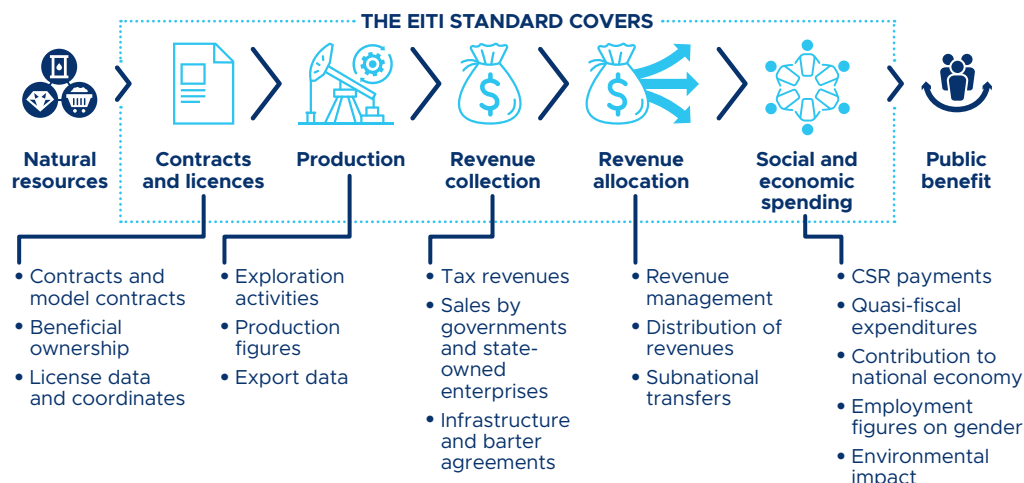 THE EITI STANDARD COVERS
$
$
Natural
resources
Contracts
and licences
Production
Revenue
collection
Revenue
allocation
Social and
economic
spending
Public
benefit
• Contracts and
model contracts
• Beneficial
ownership
• License data
and coordinates
• Exploration
activities
• Production
figures
• Export data
• Tax revenues
• Sales by
governments
and state-
owned
enterprises
• Infrastructure
and barter
agreements
• Revenue
management
• Distribution of
revenues
• Subnational
transfers
• CSR payments
• Quasi-fiscal
expenditures
• Contribution to
national economy
• Employment
figures on gender
• Environmental
impact